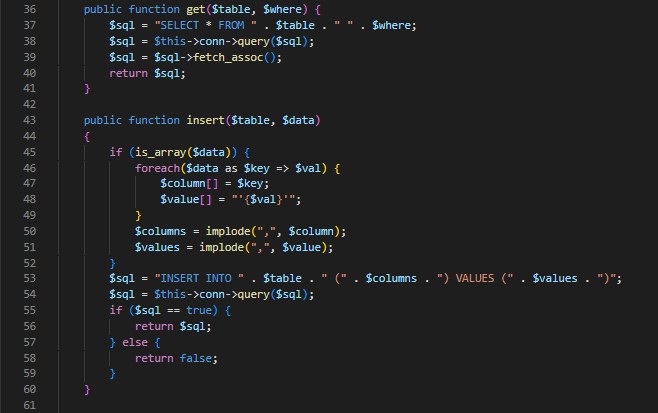 36 public function get($table, $where) {
37 $sql = "SELECT * FROM " . $table . " " . $where;
38 $sql = $this->conn->query($sql);
39 $sql = $sql->fetch_assoc();
40 return $sql;
41 }
42
43 public function insert($table, $data)
44 {
45 if (is_array($data)) {
46 foreach($data as $key => $val) {
47 $column[] = $key;
48 $value[] = "'{$val}'";
49 }
50 $columns = implode(",", $column);
51 $values = implode(",", $value);
52 }
53 $sql = "INSERT INTO " . $table . " (" . $columns . ") VALUES (" . $values . ")";
54 $sql = $this->conn->query($sql);
55 if ($sql == true) {
56 return $sql;
57 } else {
58 return false;
59 }
60 }
61